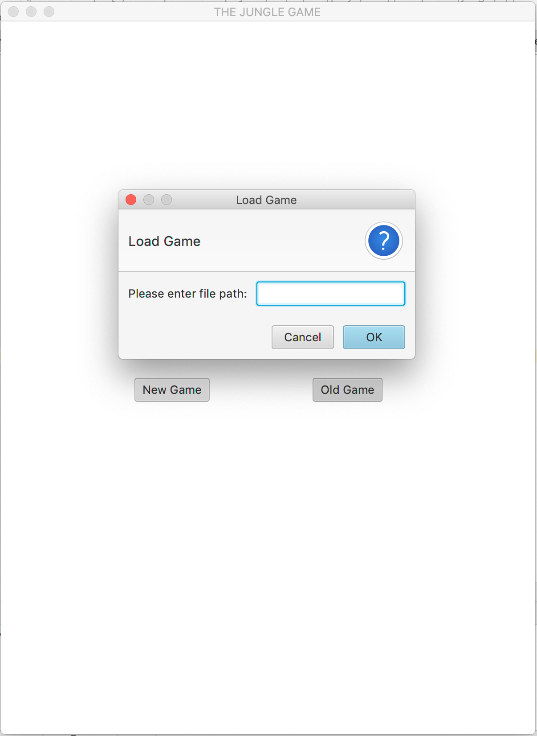 THE JUNGLE GAME
Load Game
Load Game
?
Please enter file path:
Cancel OK
New Game Old Game